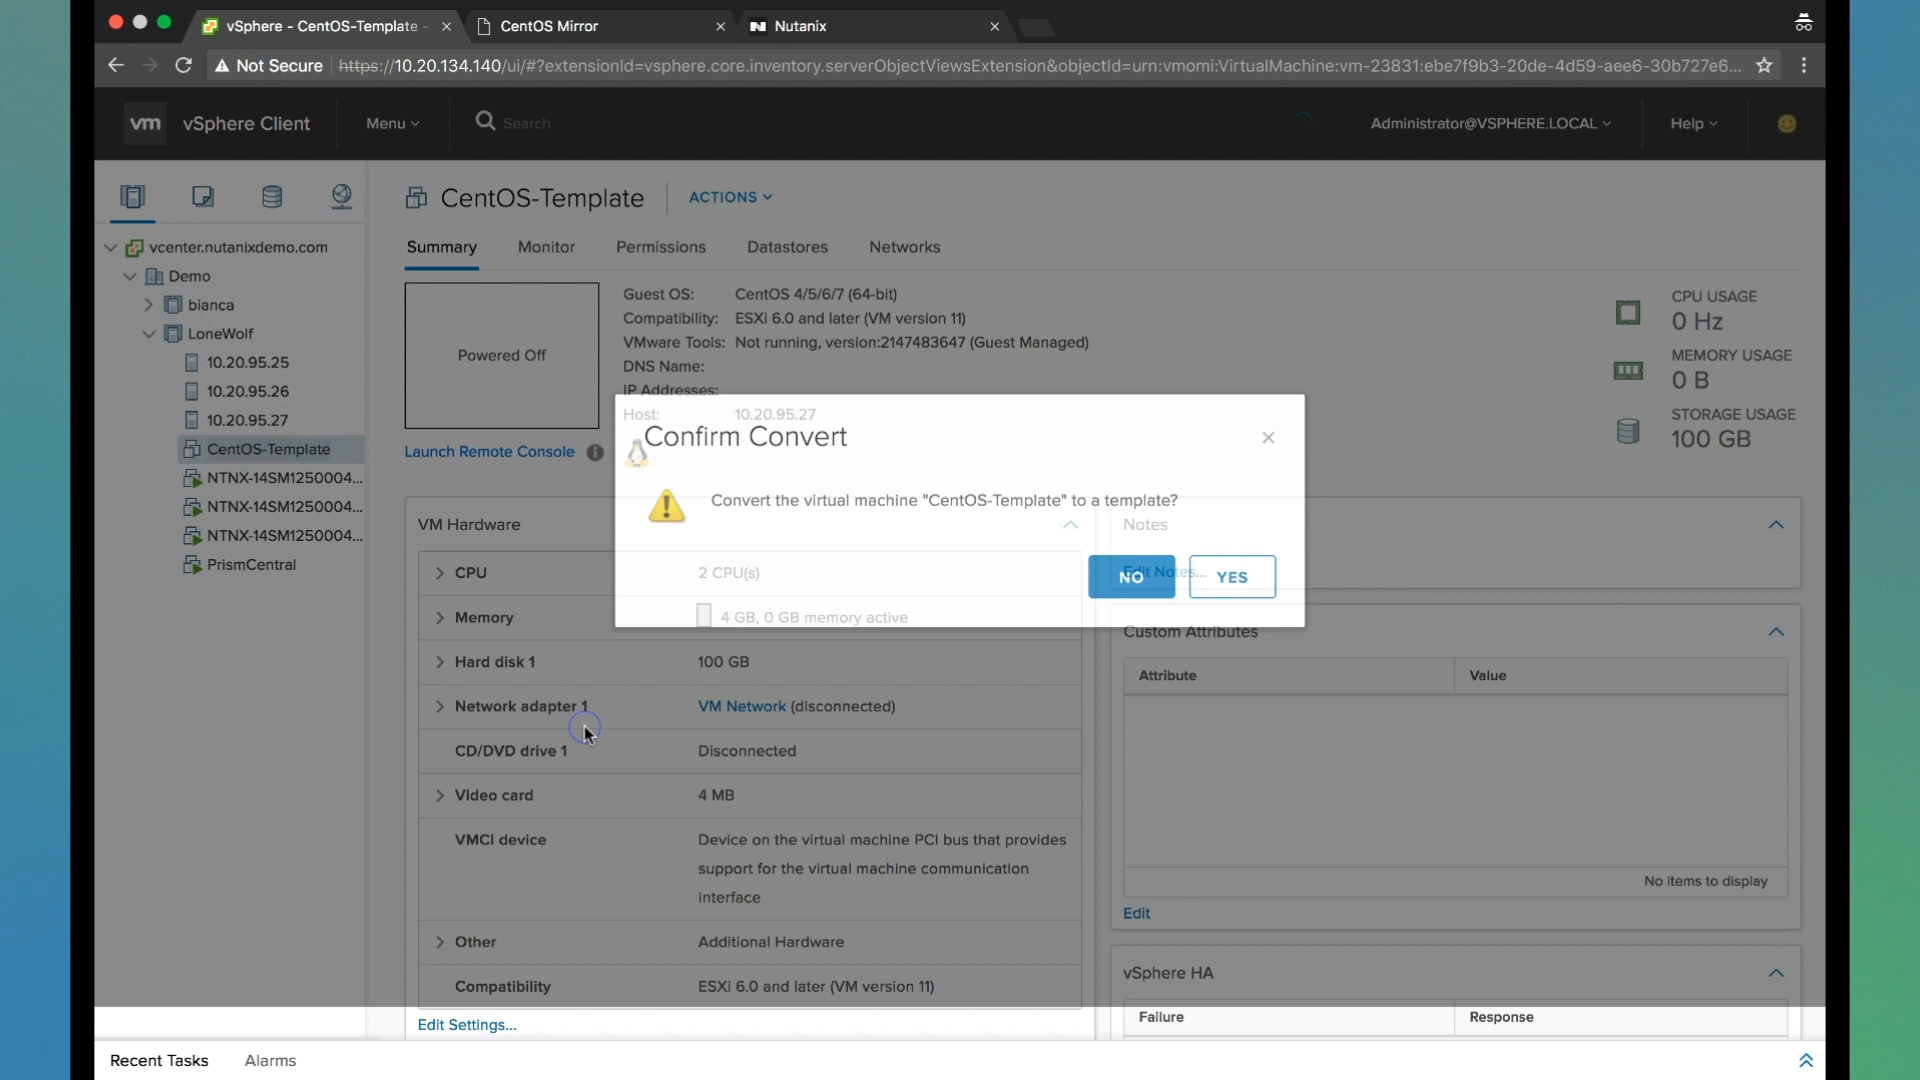 vSphere - CentOS-Template -
CentOS Mirror
Nutanix
Not Secure
https://10.20.134.140/ui/#?extensionId=vsphere.core.inventory.serverObjectViewsExtension&objectId=urn:vmomi:VirtualMachine:vm-23831:ebe7f9b3-20de-4d59-aee6-30b727e6...
vm vSphere Client
Menu
Search
Administrator@VSPHERE.LOCAL
Help
vcenter.nutanixdemo.com
Demo
bianca
LoneWolf
10.20.95.25
10.20.95.26
10.20.95.27
CentOS-Template
NTNX-14SM1250004...
NTNX-14SM1250004...
NTNX-14SM1250004...
PrismCentral
CentOS-Template
ACTIONS
Summary Monitor Permissions Datastores Networks
Powered Off
Launch Remote Console
Guest OS: CentOS 4/5/6/7 (64-bit)
Compatibility: ESXi 6.0 and later (VM version 11)
VMware Tools: Not running, version:2147483647 (Guest Managed)
DNS Name:
IP Addresses:
Host: 10.20.95.27
CPU USAGE
0 Hz
MEMORY USAGE
0 B
STORAGE USAGE
100 GB
Confirm Convert
Convert the virtual machine "CentOS-Template" to a template?
NO
YES
VM Hardware
CPU 2 CPU(s)
Memory 4 GB, 0 GB memory active
Hard disk 1 100 GB
Network adapter 1 VM Network (disconnected)
CD/DVD drive 1 Disconnected
Video card 4 MB
VMCI device Device on the virtual machine PCI bus that provides
support for the virtual machine communication
interface
Other Additional Hardware
Compatibility ESXi 6.0 and later (VM version 11)
Edit Settings...
Notes
Edit Notes...
Custom Attributes
Attribute Value
No items to display
Edit
vSphere HA
Failure Response
Recent Tasks Alarms